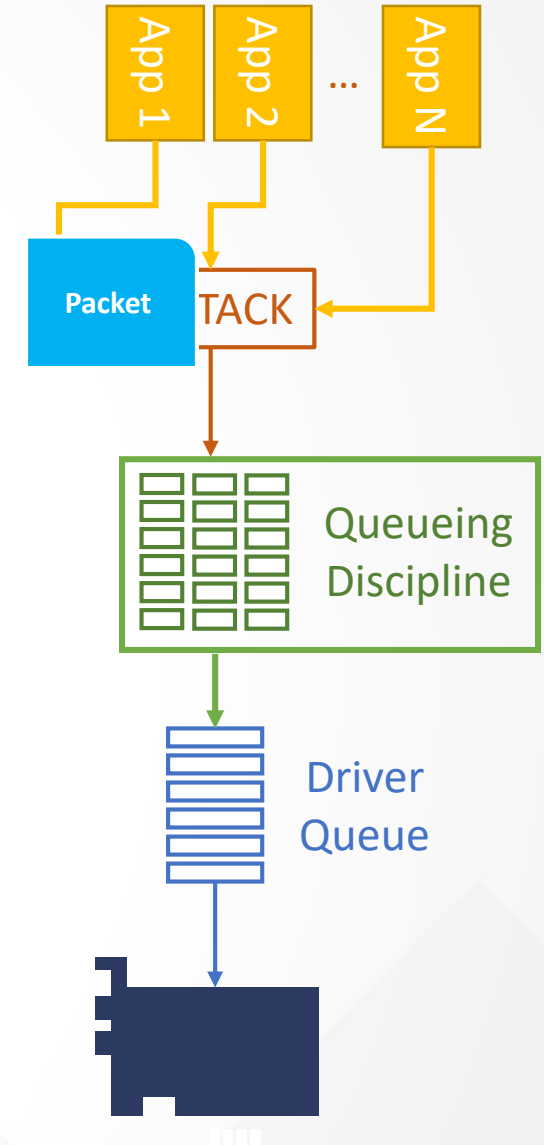 App 1
App 2
...
App N
Packet
TACK
Queueing
Discipline
Driver
Queue